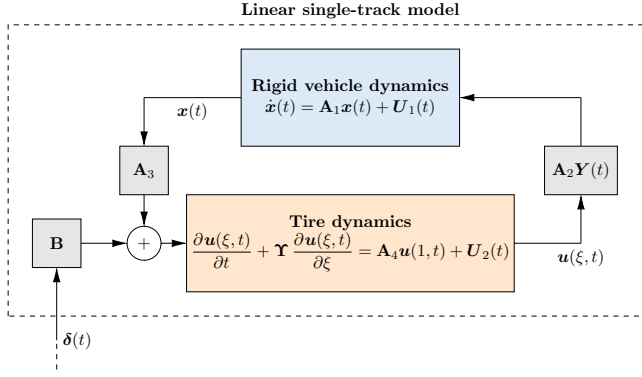 Linear single-track model
Rigid vehicle dynamics
ẋ(t) = A₁x(t) + U₁(t)
x(t)
A₃
A₂Y(t)
Tire dynamics
∂u(ξ, t)/∂t + Υ ∂u(ξ, t)/∂ξ = A₄u(1, t) + U₂(t)
B
+
u(ξ, t)
δ(t)